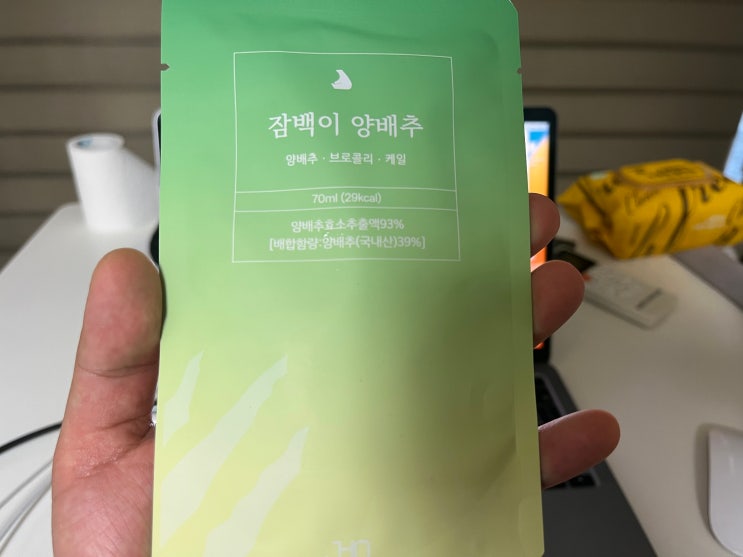 잠백이 양배추
양배추 · 브로콜리 · 케일
70ml (29kcal)
양배추효소추출액93%
[배합함량:양배추(국내산)39%]